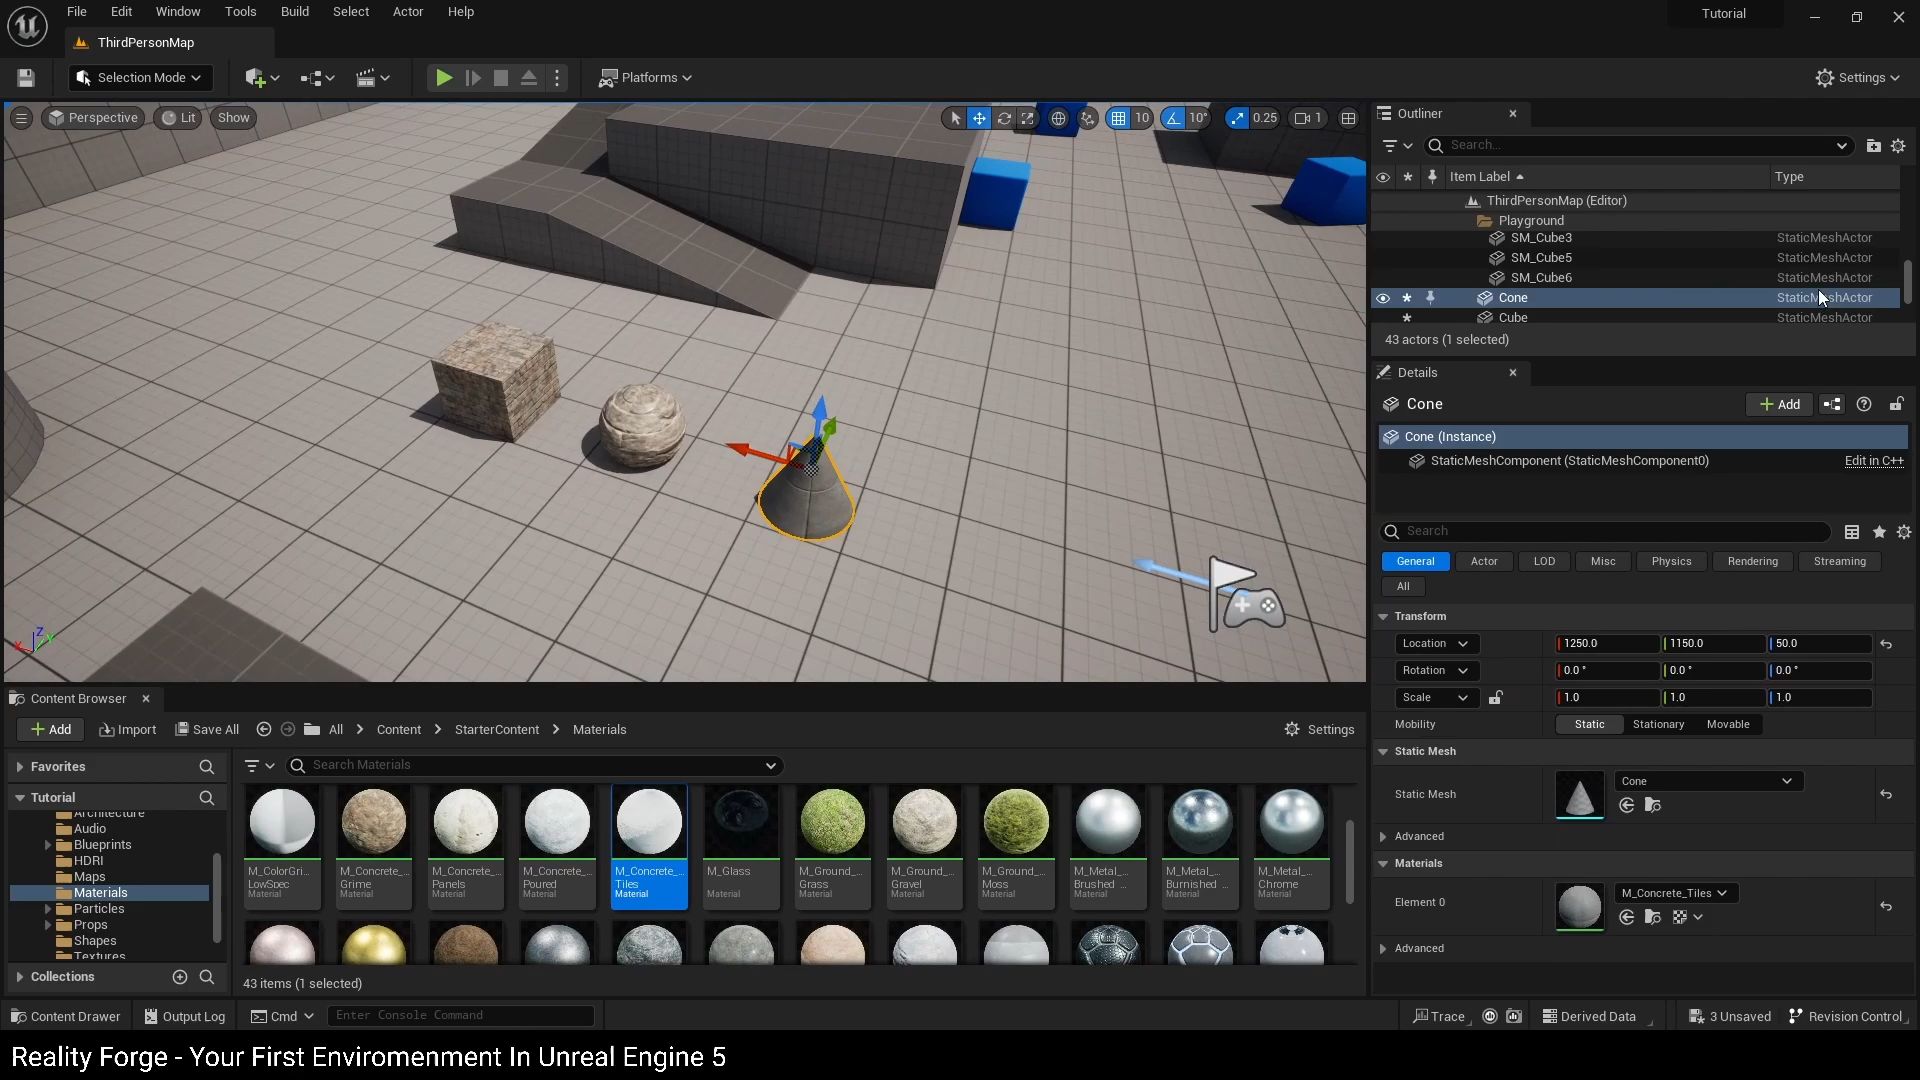 File Edit Window Tools Build Select Actor Help Tutorial
ThirdPersonMap
Selection Mode Platforms Settings
Perspective Lit Show 10 10° 0.25 1
Outliner
Search...
Item Label Type
ThirdPersonMap (Editor)
Playground
SM_Cube3 StaticMeshActor
SM_Cube5 StaticMeshActor
SM_Cube6 StaticMeshActor
Cone StaticMeshActor
Cube StaticMeshActor
43 actors (1 selected)
Details
Cone Add
Cone (Instance)
StaticMeshComponent (StaticMeshComponent0) Edit in C++
Search
General Actor LOD Misc Physics Rendering Streaming
All
Transform
Location 1250.0 1150.0 50.0
Rotation 0.0 ° 0.0 ° 0.0 °
Scale 1.0 1.0 1.0
Mobility Static Stationary Movable
Static Mesh
Static Mesh Cone
Advanced
Materials
Element 0 M_Concrete_Tiles
Advanced
Z
X Y
Content Browser
Add Import Save All All Content StarterContent Materials Settings
Favorites
Tutorial
Architecture
Audio
Blueprints
HDRI
Maps
Materials
Particles
Props
Shapes
Textures
Collections
Search Materials
M_ColorGri... LowSpec Material
M_Concrete_... Grime Material
M_Concrete_... Panels Material
M_Concrete_... Poured Material
M_Concrete_... Tiles Material
M_Glass Material
M_Ground_... Grass Material
M_Ground_... Gravel Material
M_Ground_... Moss Material
M_Metal_... Brushed_... Material
M_Metal_... Burnished_... Material
M_Metal_... Chrome Material
43 items (1 selected)
Content Drawer Output Log Cmd Enter Console Command Trace Derived Data 3 Unsaved Revision Control
Reality Forge - Your First Enviromenment In Unreal Engine 5